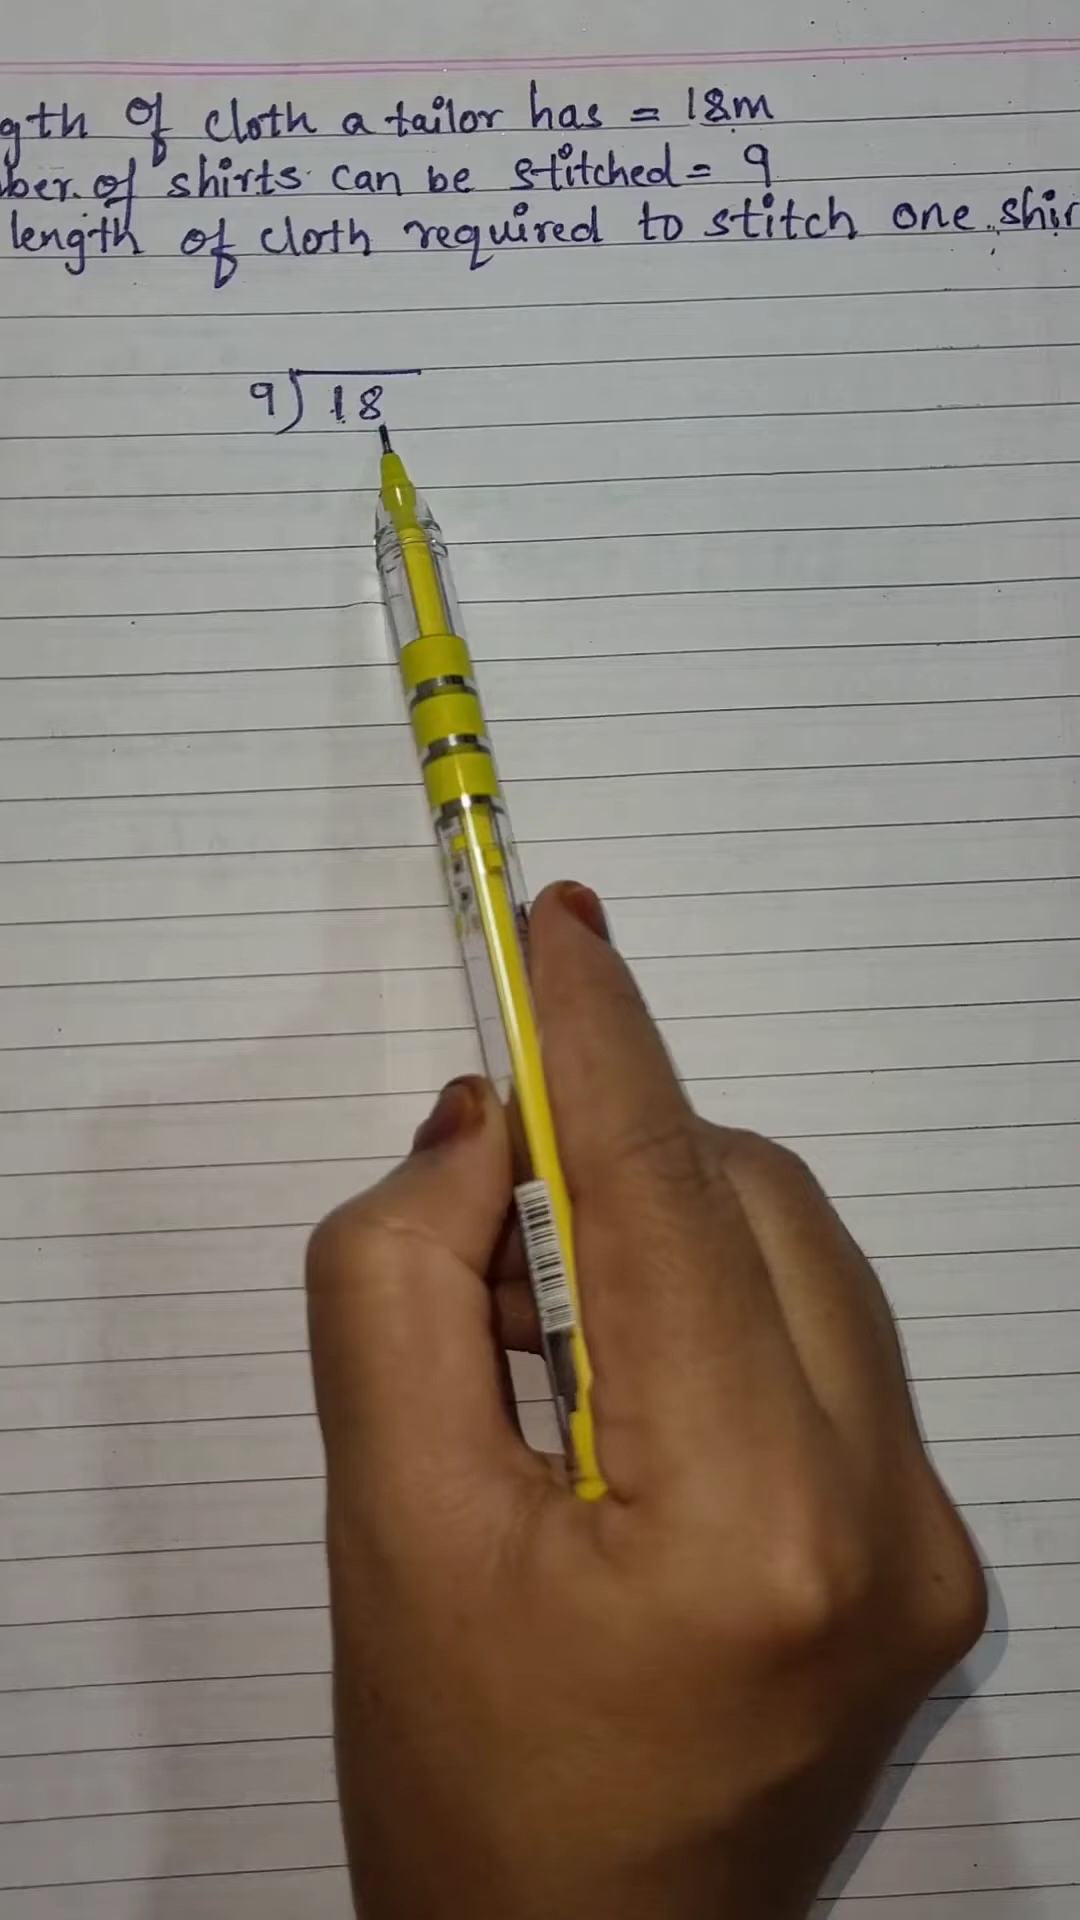 gth of cloth a tailor has = 18m
ber. of shirts can be stitched = 9
length of cloth required to stitch one shir
9) 18